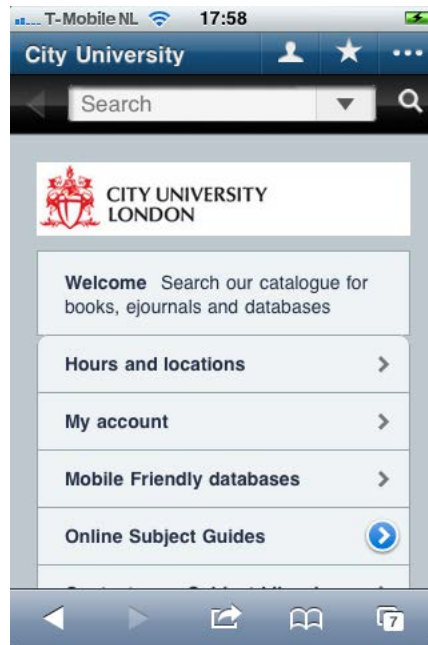 T-Mobile NL 17:58
City University
Search
CITY UNIVERSITY
LONDON
Welcome Search our catalogue for
books, ejournals and databases
Hours and locations
My account
Mobile Friendly databases
Online Subject Guides
7